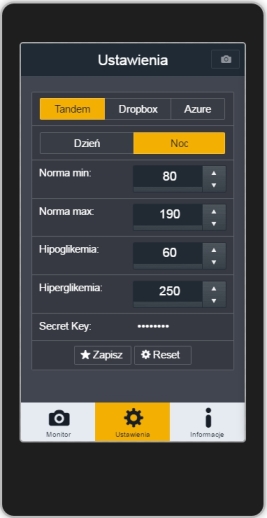 Ustawienia
Tandem Dropbox Azure
Dzień Noc
Norma min: 80
Norma max: 190
Hipoglikemia: 60
Hiperglikemia: 250
Secret Key: ••••••••
Zapisz Reset
Monitor Ustawienia Informacje